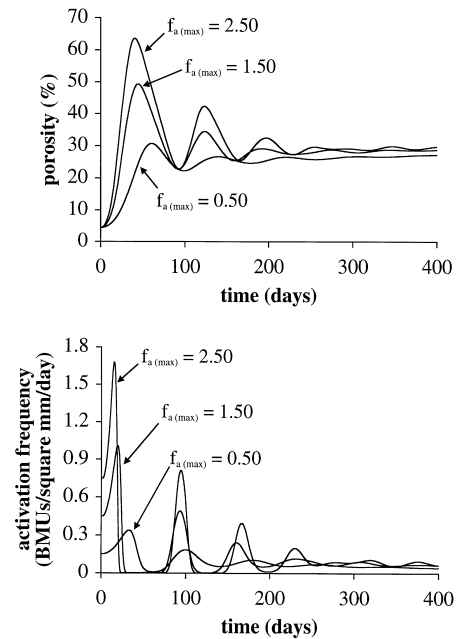 70
60
50
40
30
20
10
0
porosity (%)
fa (max) = 2.50
fa (max) = 1.50
fa (max) = 0.50
0 100 200 300 400
time (days)
1.8
1.5
1.2
0.9
0.6
0.3
0
activation frequency
(BMUs/square mm/day)
fa (max) = 2.50
fa (max) = 1.50
fa (max) = 0.50
0 100 200 300 400
time (days)